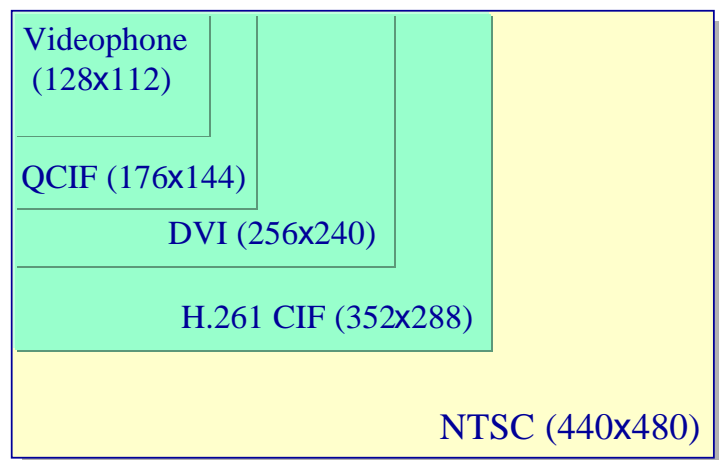 Videophone
(128x112)
QCIF (176x144)
DVI (256x240)
H.261 CIF (352x288)
NTSC (440x480)